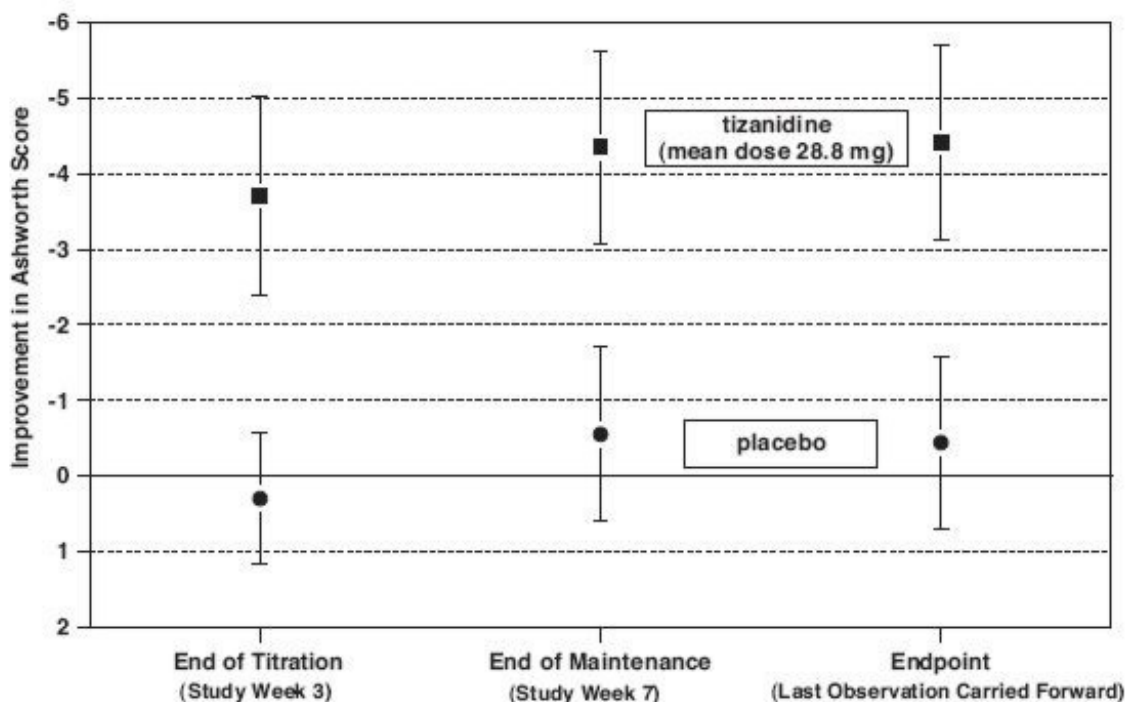 Improvement in Ashworth Score
-6
-5
-4
-3
-2
-1
0
1
2
tizanidine
(mean dose 28.8 mg)
placebo
End of Titration
(Study Week 3)
End of Maintenance
(Study Week 7)
Endpoint
(Last Observation Carried Forward)